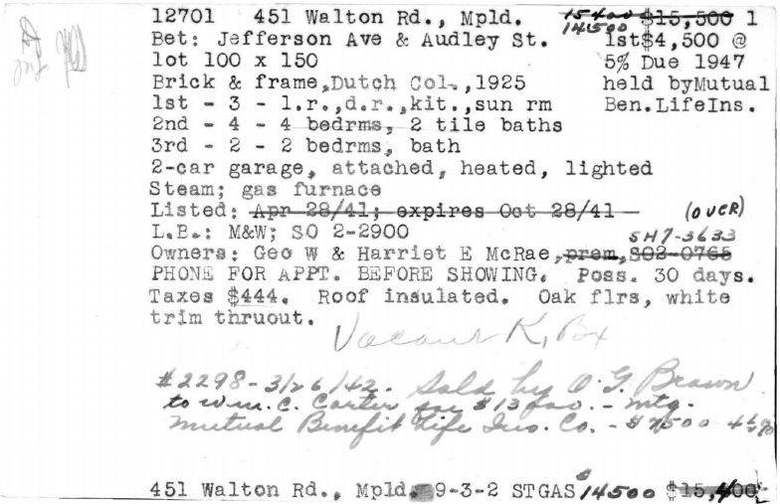 12701 451 Walton Rd., Mpld. 15400 $15,500 1
14500
Bet: Jefferson Ave & Audley St. 1st$4,500 @
lot 100 x 150 5% Due 1947
Brick & frame,Dutch Col.,1925 held byMutual
1st - 3 - l.r.,d.r.,kit.,sun rm Ben.LifeIns.
2nd - 4 - 4 bedrms, 2 tile baths
3rd - 2 - 2 bedrms, bath
2-car garage, attached, heated, lighted
Steam; gas furnace
Listed: Apr 28/41; expires Oct 28/41 (OVER)
L.B.: M&W; SO 2-2900 SH7-3633
Owners: Geo W & Harriet E McRae,prem,SO2-0765
PHONE FOR APPT. BEFORE SHOWING. Poss. 30 days.
Taxes $444. Roof insulated. Oak flrs, white
trim thruout.
Vacant K, Box
#2298-3/26/42. Sold by O.G. Brown
to Wm. C. Carter for $13 - mtg.
Mutual Benefit Life Ins. Co. - $7500
451 Walton Rd., Mpld. 9-3-2 STGAS $14500 $15,400